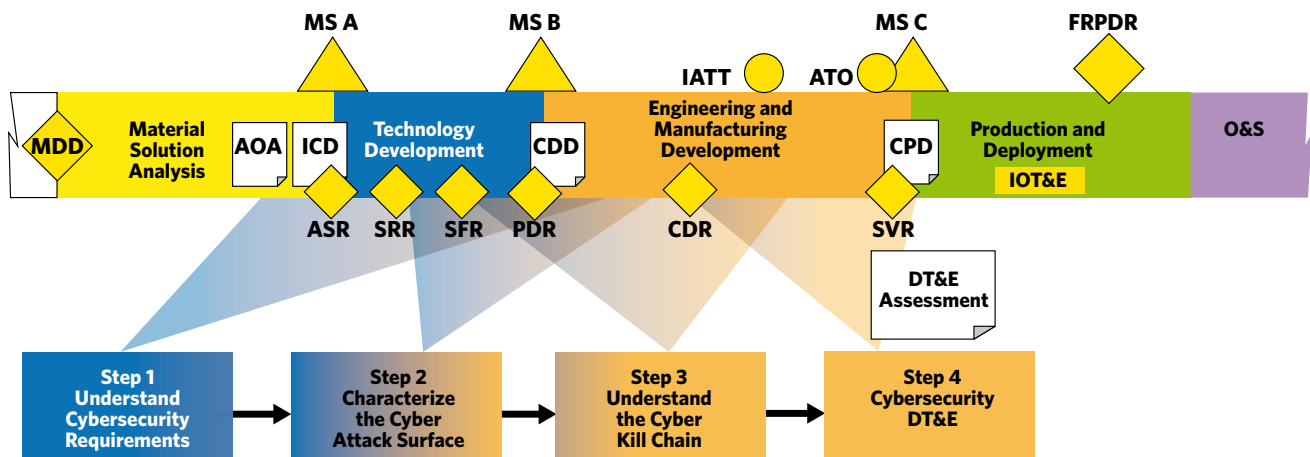 MS A
MS B
MS C
FRPDR
IATT
ATO
MDD
Material
Solution
Analysis
AOA
ICD
Technology
Development
CDD
Engineering and
Manufacturing
Development
CPD
Production and
Deployment
IOT&E
O&S
ASR
SRR
SFR
PDR
CDR
SVR
DT&E
Assessment
Step 1
Understand
Cybersecurity
Requirements
Step 2
Characterize
the Cyber
Attack Surface
Step 3
Understand
the Cyber
Kill Chain
Step 4
Cybersecurity
DT&E